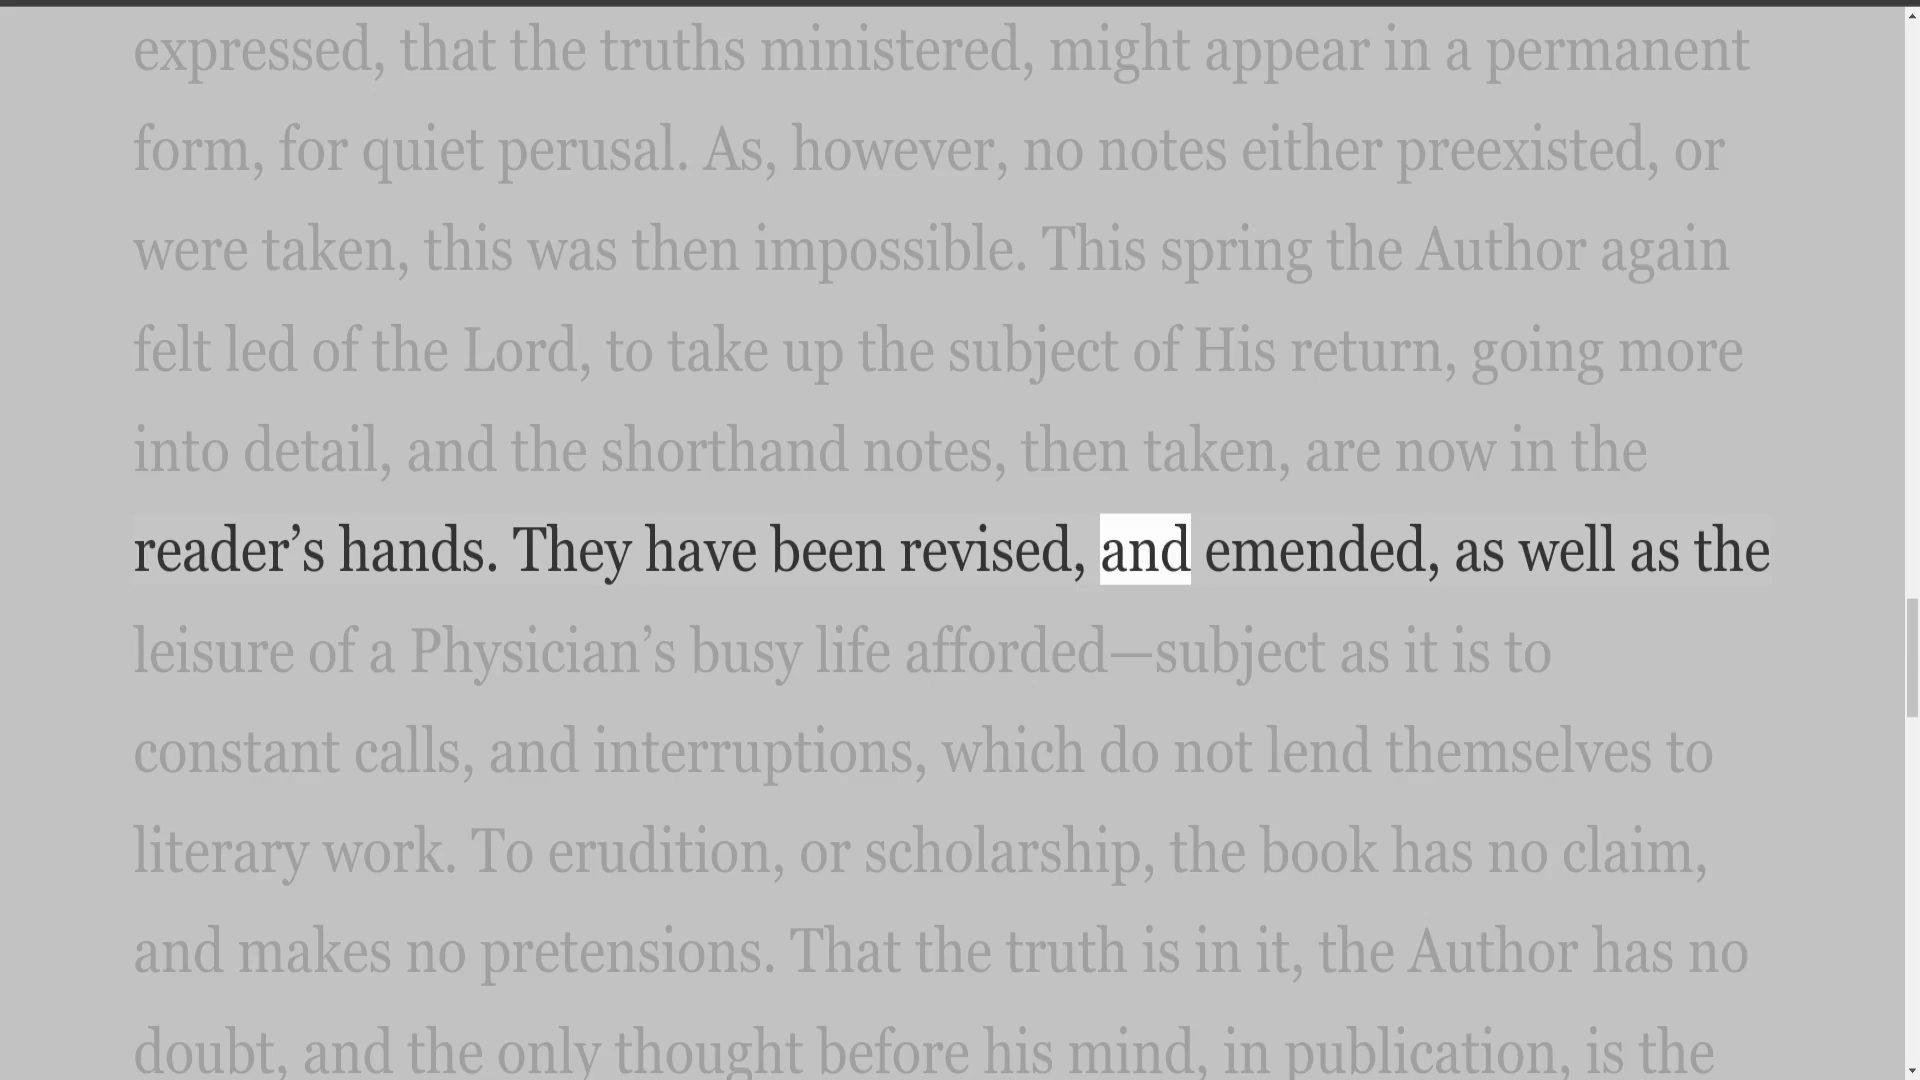 expressed, that the truths ministered, might appear in a permanent
form, for quiet perusal. As, however, no notes either preexisted, or
were taken, this was then impossible. This spring the Author again
felt led of the Lord, to take up the subject of His return, going more
into detail, and the shorthand notes, then taken, are now in the
reader’s hands. They have been revised, and emended, as well as the
leisure of a Physician’s busy life afforded—subject as it is to
constant calls, and interruptions, which do not lend themselves to
literary work. To erudition, or scholarship, the book has no claim,
and makes no pretensions. That the truth is in it, the Author has no
doubt, and the only thought before his mind, in publication, is the